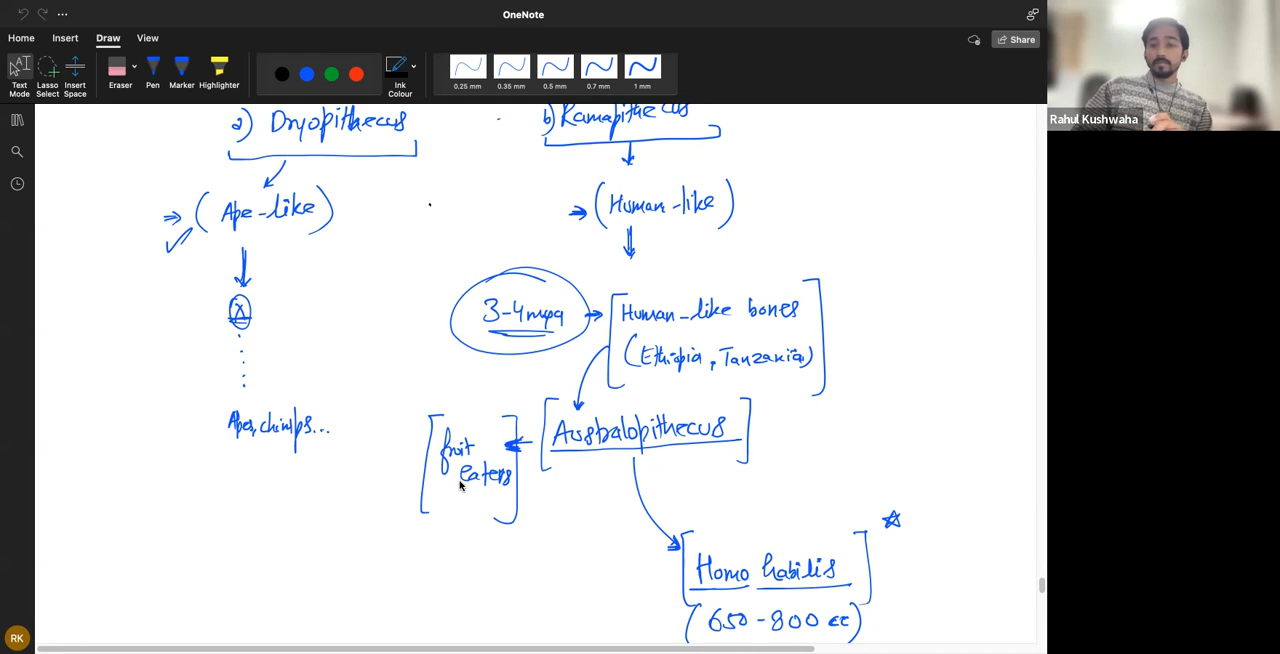 OneNote
Home Insert Draw View
Share
Text Mode
Lasso Select
Insert Space
Eraser
Pen
Marker
Highlighter
0.25 mm
0.35 mm
0.5 mm
0.7 mm
1 mm
Ink Colour
Rahul Kushwaha
a) Dryopithecus
b) Ramapithecus
(Ape-like)
(Human-like)
3-4 mya
Human-like bones
(Ethiopia, Tanzania)
Apes, chimps...
fruit
eaters
Australopithecus
Homo habilis
(650-800 cc)
RK